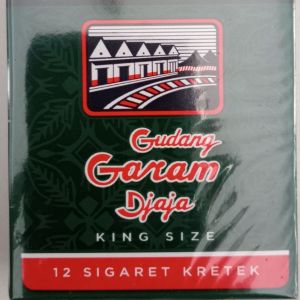 Gudang
Garam
Djaja
KING SIZE
12 SIGARET KRETEK